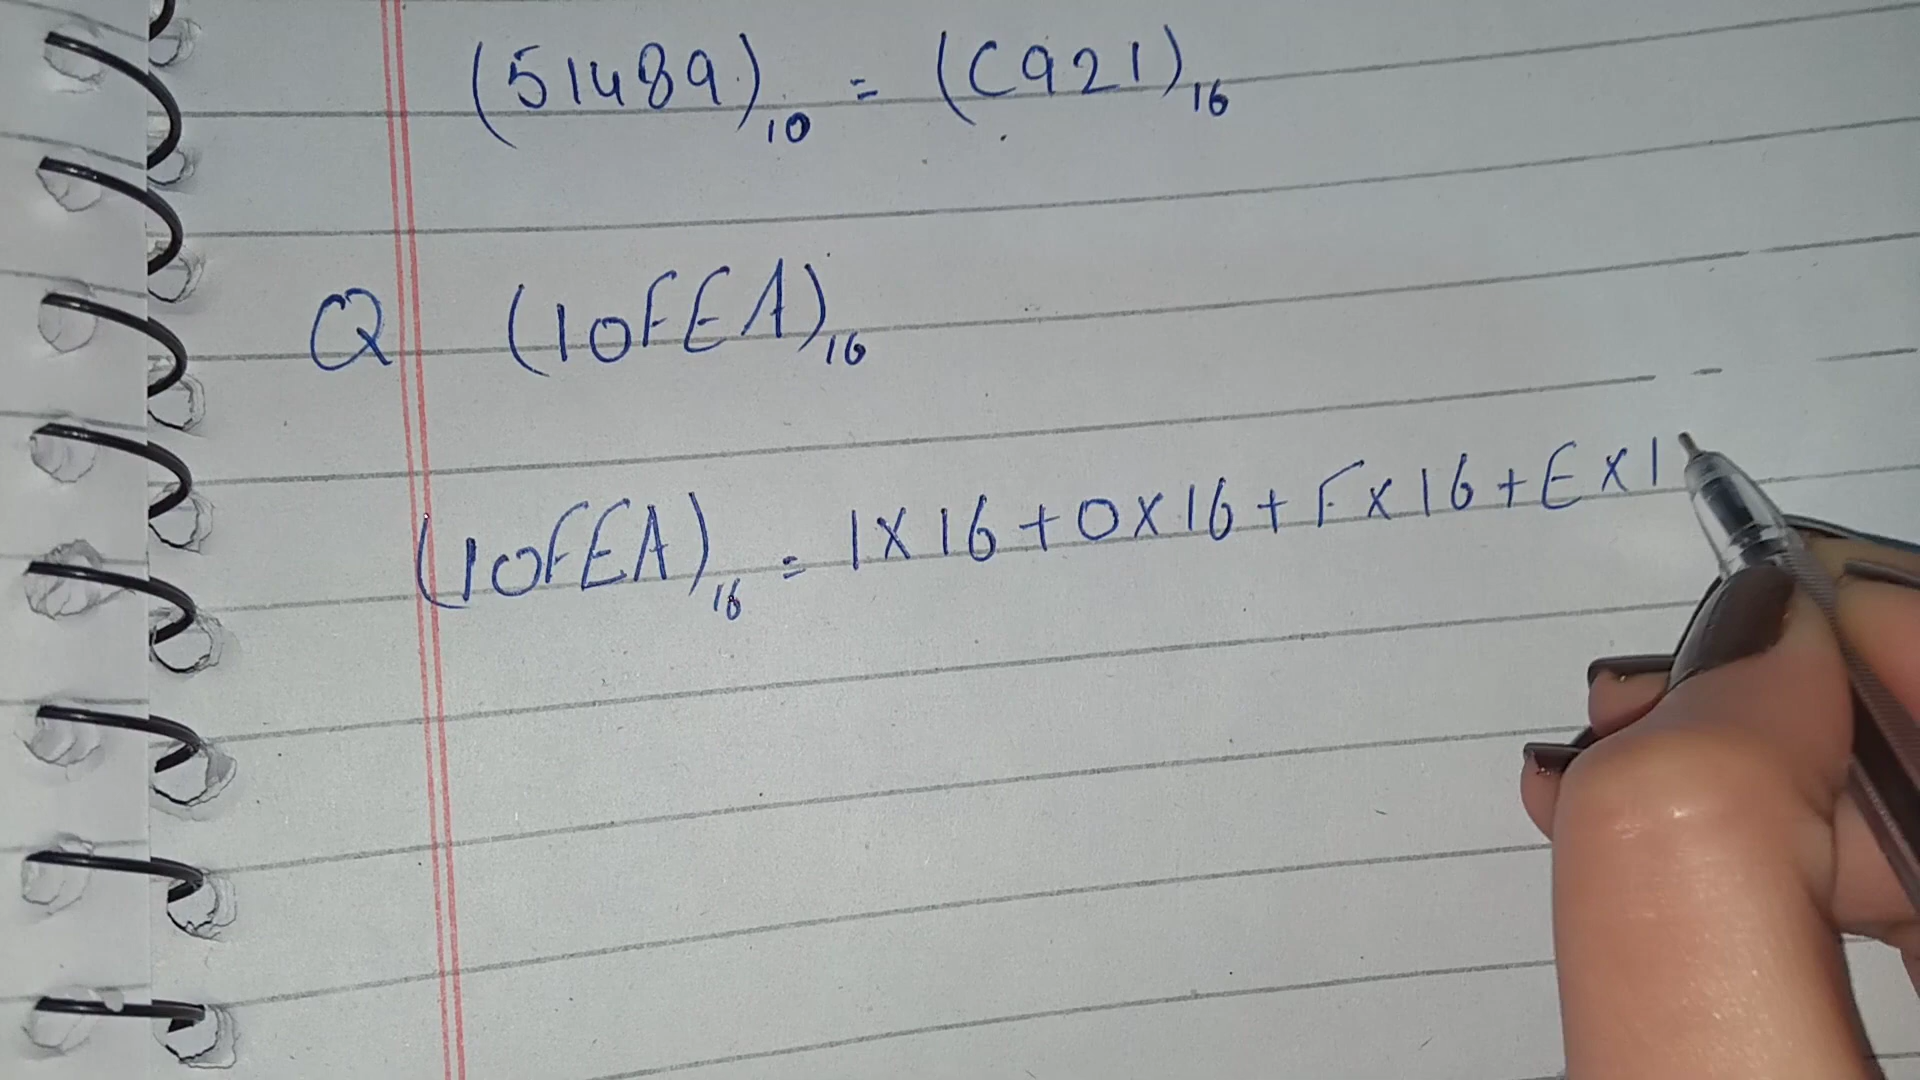 (51489)10 = (C921)16
Q (10FEA)16
(10FEA)16 = 1X16+0X16+FX16+EX1